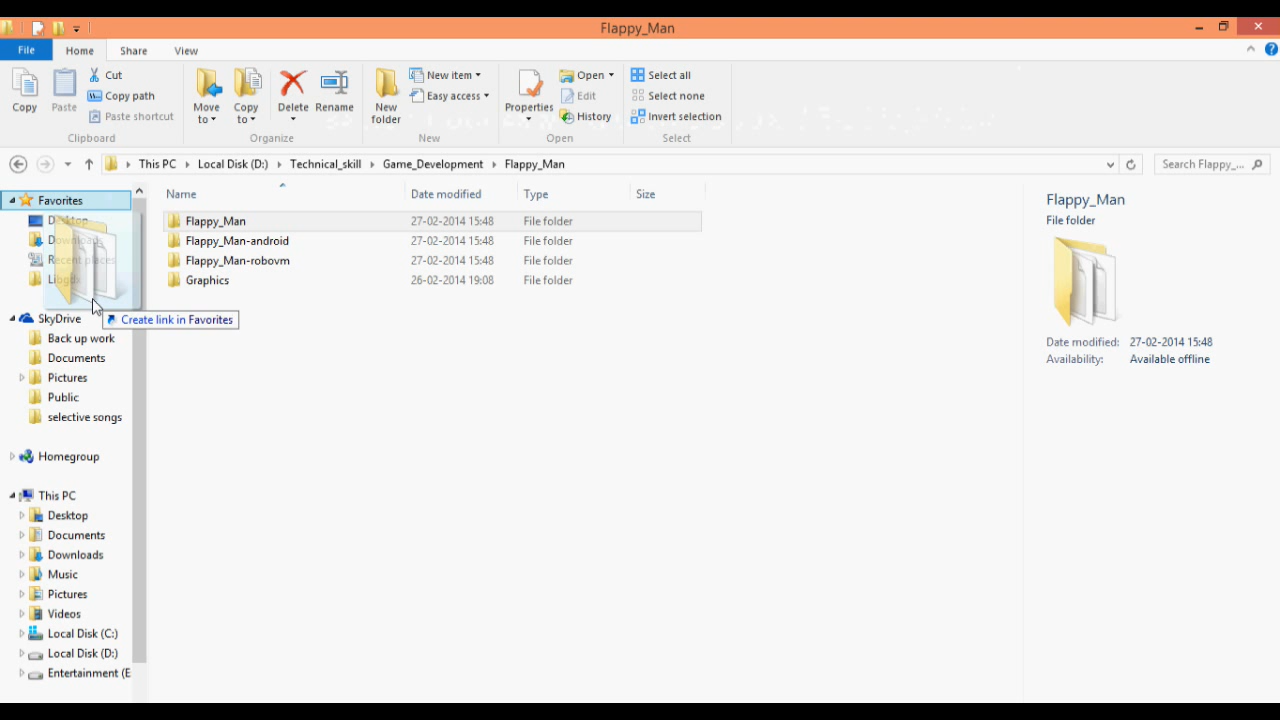 Flappy_Man
File Home Share View
Copy
Paste
Cut
Copy path
Paste shortcut
Clipboard
Move to
Copy to
Delete
Rename
Organize
New folder
New item
Easy access
New
Properties
Open
Edit
History
Open
Select all
Select none
Invert selection
Select
This PC Local Disk (D:) Technical_skill Game_Development Flappy_Man
Search Flappy_...
Favorites
Desktop
Downloads
Recent places
SkyDrive
Back up work
Documents
Pictures
Public
selective songs
Homegroup
This PC
Desktop
Documents
Downloads
Music
Pictures
Videos
Local Disk (C:)
Local Disk (D:)
Entertainment (E
Name Date modified Type Size
Flappy_Man 27-02-2014 15:48 File folder
Flappy_Man-android 27-02-2014 15:48 File folder
Flappy_Man-robovm 27-02-2014 15:48 File folder
Graphics 26-02-2014 19:08 File folder
Create link in Favorites
Flappy_Man
File folder
Date modified: 27-02-2014 15:48
Availability: Available offline